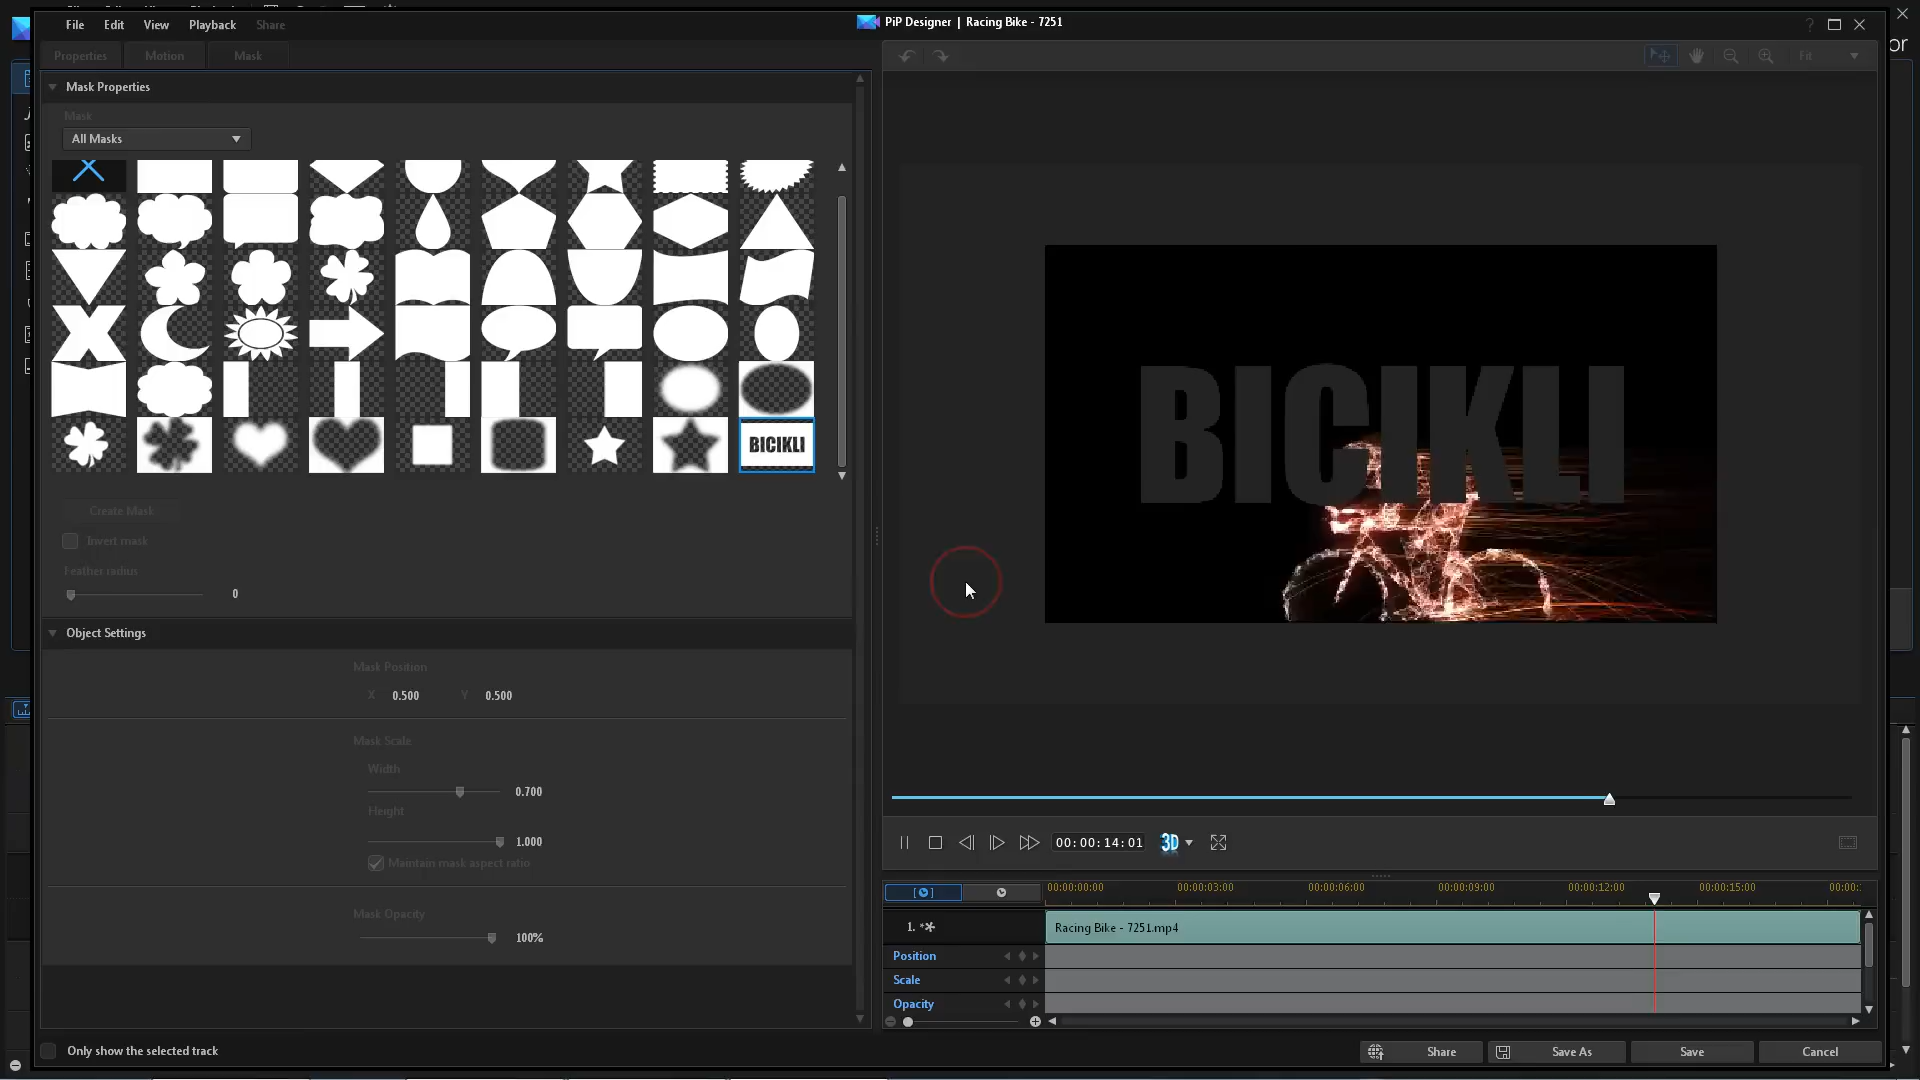 PiP Designer | Racing Bike - 7251
File Edit View Playback Share
Properties Motion Mask
Fit
or
Mask Properties
Mask
All Masks
BICIKLI
BICIKLI
Create Mask
Invert mask
Feather radius
0
Object Settings
Mask Position
X 0.500 Y 0.500
Mask Scale
Width
0.700
Height
1.000
Maintain mask aspect ratio
Mask Opacity
100%
00:00:14:01
3D
00:00:00:00 00:00:03:00 00:00:06:00 00:00:09:00 00:00:12:00 00:00:15:00 00:00:
1.
Racing Bike - 7251.mp4
Position
Scale
Opacity
Only show the selected track
Share Save As Save Cancel